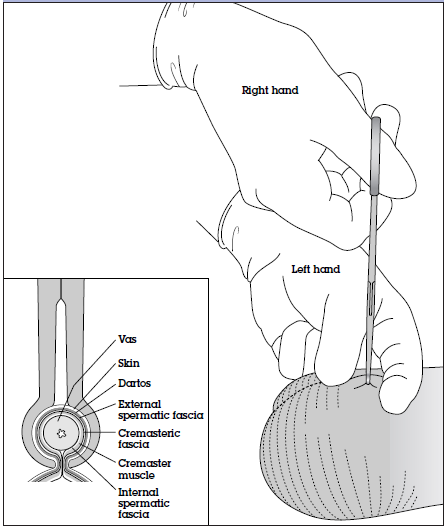 Right hand
Left hand
Vas
Skin
Dartos
External
spermatic fascia
Cremasteric
fascia
Cremaster
muscle
Internal
spermatic
fascia